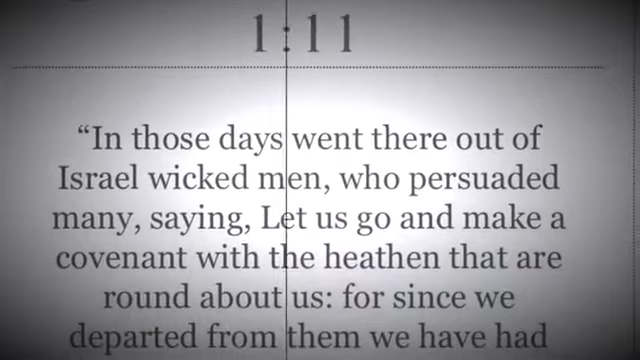 1:11
“In those days went there out of
Israel wicked men, who persuaded
many, saying, Let us go and make a
covenant with the heathen that are
round about us: for since we
departed from them we have had